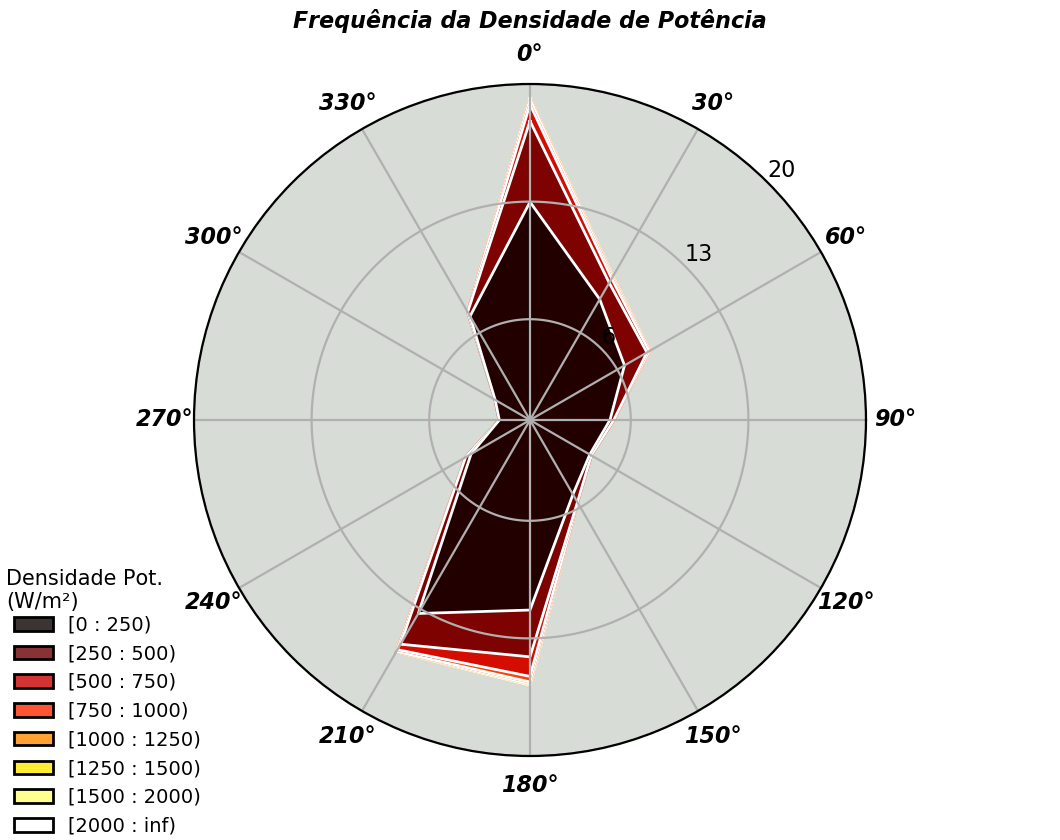 Frequência da Densidade de Potência
0°
330°
30°
20
300°
60°
13
6
270°
90°
Densidade Pot.
(W/m²)
240°
120°
[0 : 250)
[250 : 500)
[500 : 750)
[750 : 1000)
210°
150°
[1000 : 1250)
[1250 : 1500)
180°
[1500 : 2000)
[2000 : inf)